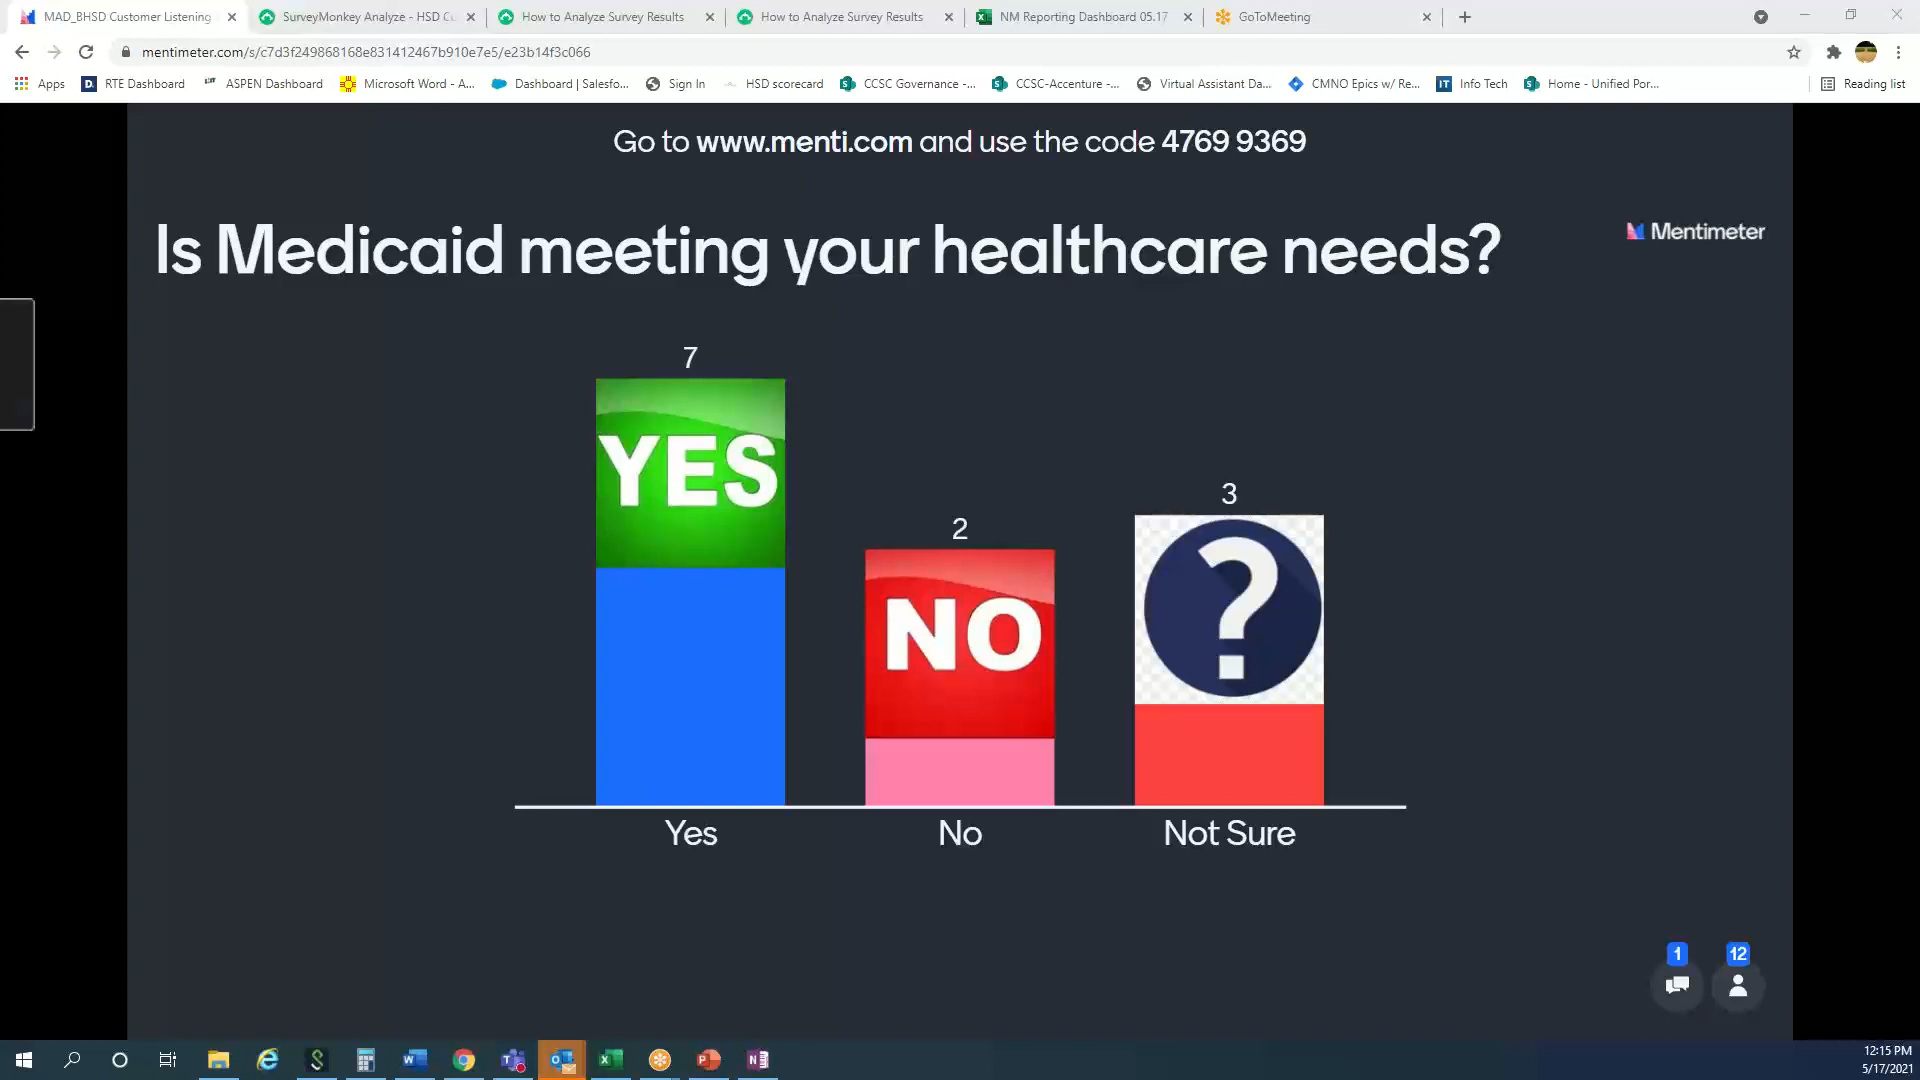 MAD_BHSD Customer Listening
SurveyMonkey Analyze - HSD Cu
How to Analyze Survey Results
How to Analyze Survey Results
NM Reporting Dashboard 05.17
GoToMeeting
mentimeter.com/s/c7d3f249868168e831412467b910e7e5/e23b14f3c066
Apps
RTE Dashboard
ASPEN Dashboard
Microsoft Word - A...
Dashboard | Salesfo...
Sign In
HSD scorecard
CCSC Governance -...
CCSC-Accenture -...
Virtual Assistant Da...
CMNO Epics w/ Re...
IT Info Tech
Home - Unified Por...
Reading list
Go to www.menti.com and use the code 4769 9369
Is Medicaid meeting your healthcare needs?
Mentimeter
7
YES
2
NO
3
?
Yes
No
Not Sure
1
12
12:15 PM
5/17/2021